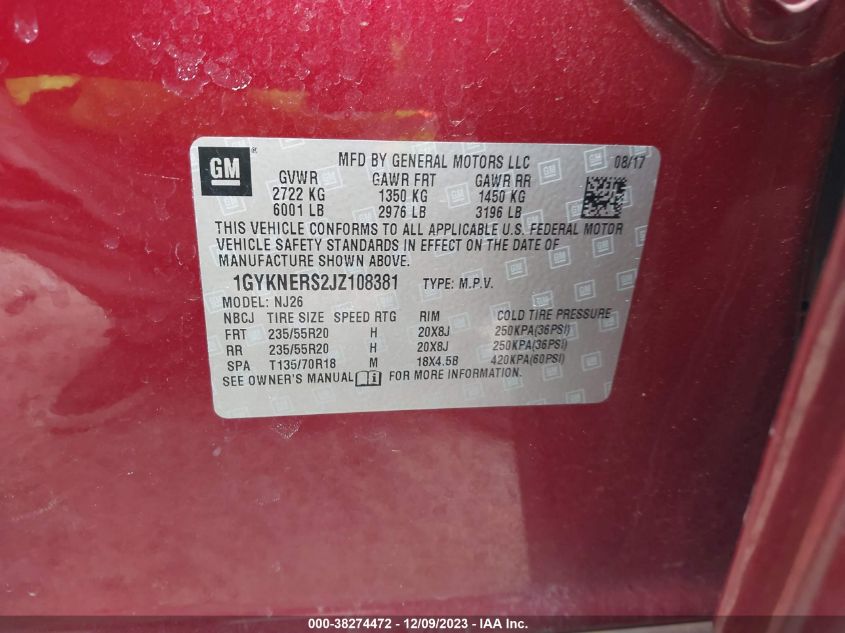 GM ®
MFD BY GENERAL MOTORS LLC 08/17
GVWR GAWR FRT GAWR RR
2722 KG 1350 KG 1450 KG
6001 LB 2976 LB 3196 LB
THIS VEHICLE CONFORMS TO ALL APPLICABLE U.S. FEDERAL MOTOR
VEHICLE SAFETY STANDARDS IN EFFECT ON THE DATE OF
MANUFACTURE SHOWN ABOVE.
1GYKNERS2JZ108381 TYPE: M.P.V.
MODEL: NJ26
NBCJ TIRE SIZE SPEED RTG RIM COLD TIRE PRESSURE
FRT 235/55R20 H 20X8J 250KPA(36PSI)
RR 235/55R20 H 20X8J 250KPA(36PSI)
SPA T135/70R18 M 18X4.5B 420KPA(60PSI)
SEE OWNER'S MANUAL FOR MORE INFORMATION.
000-38274472 - 12/09/2023 - IAA Inc.